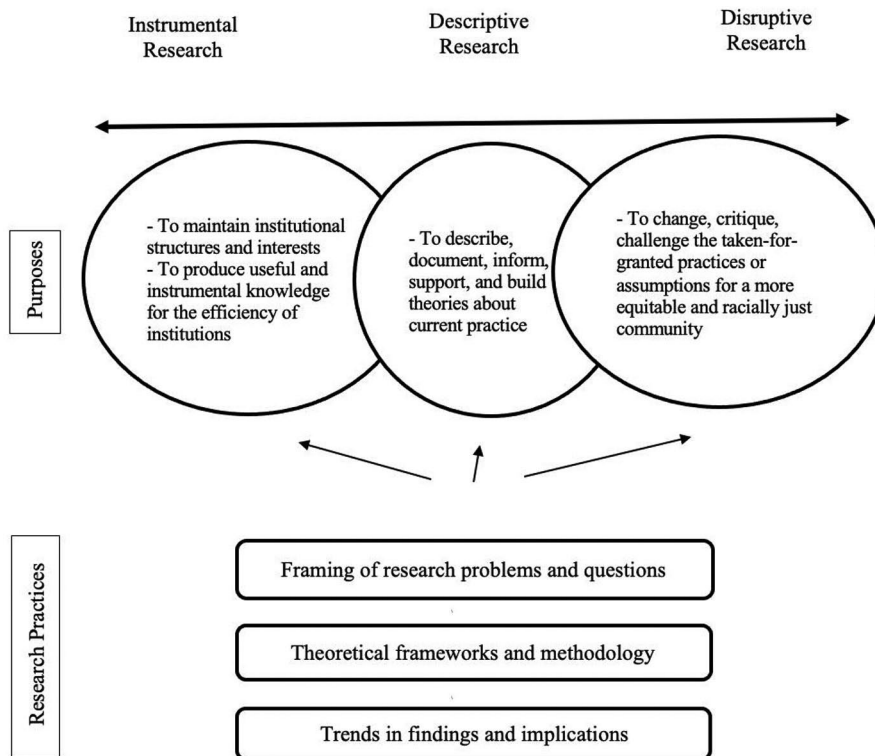 Instrumental
Research
Descriptive
Research
Disruptive
Research
Purposes
- To maintain institutional
structures and interests
- To produce useful and
instrumental knowledge
for the efficiency of
institutions
- To describe,
document, inform,
support, and build
theories about
current practice
- To change, critique,
challenge the taken-for-
granted practices or
assumptions for a more
equitable and racially just
community
Research Practices
Framing of research problems and questions
Theoretical frameworks and methodology
Trends in findings and implications